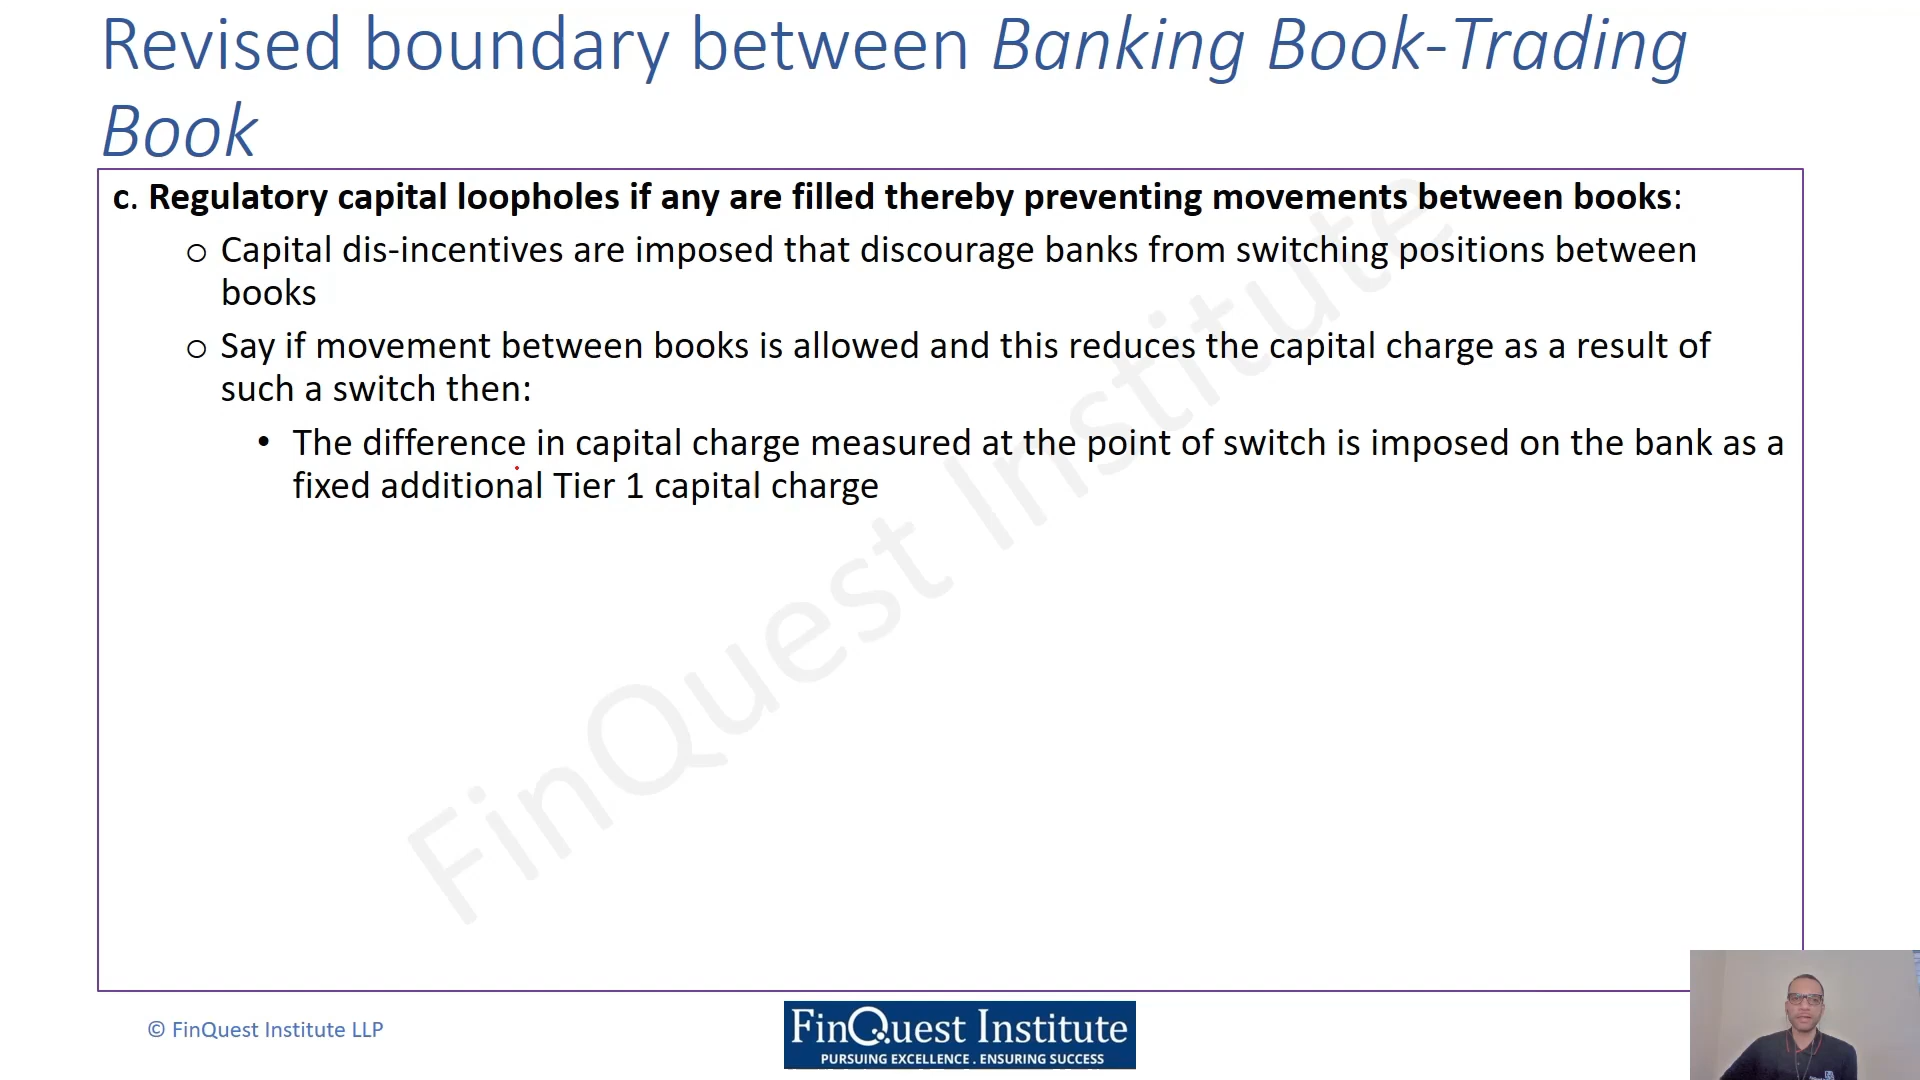 Revised boundary between Banking Book-Trading
Book
c. Regulatory capital loopholes if any are filled thereby preventing movements between books:
o Capital dis-incentives are imposed that discourage banks from switching positions between
books
o Say if movement between books is allowed and this reduces the capital charge as a result of
such a switch then:
• The difference in capital charge measured at the point of switch is imposed on the bank as a
fixed additional Tier 1 capital charge
FinQuest Institute
© FinQuest Institute LLP
FinQuest Institute
PURSUING EXCELLENCE . ENSURING SUCCESS